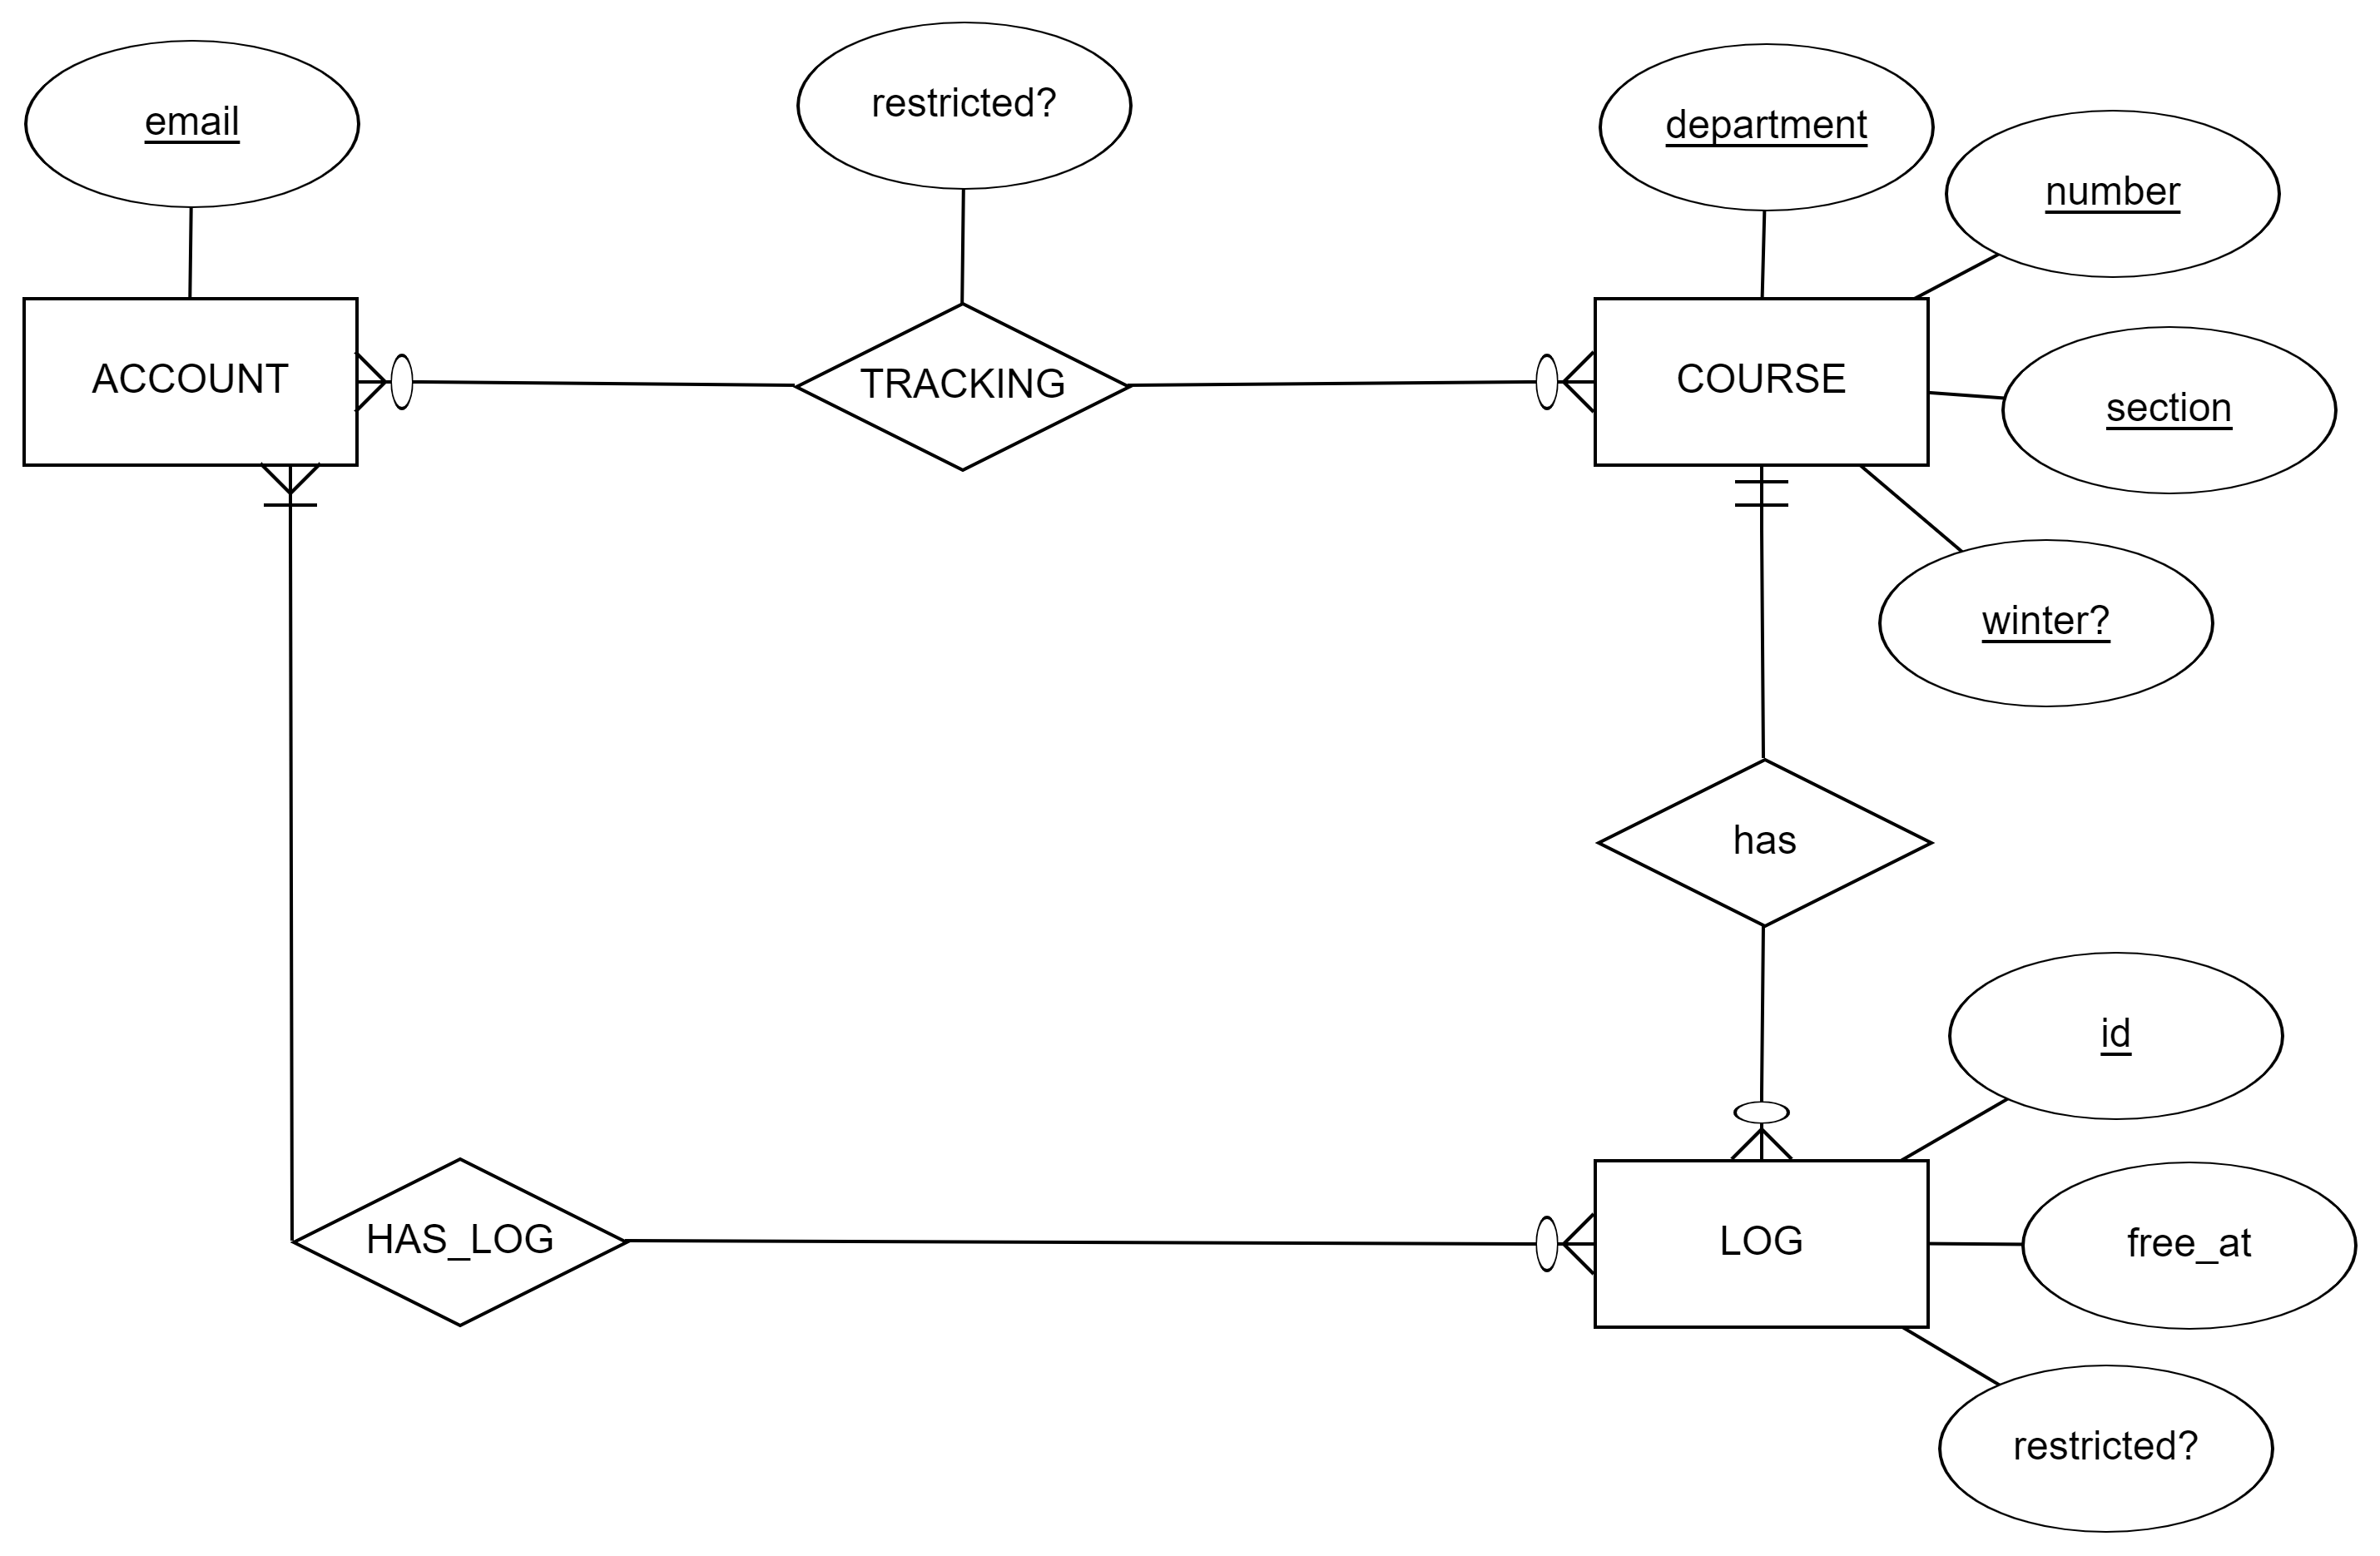 email
restricted?
department
number
ACCOUNT
TRACKING
COURSE
section
winter?
has
id
HAS_LOG
LOG
free_at
restricted?